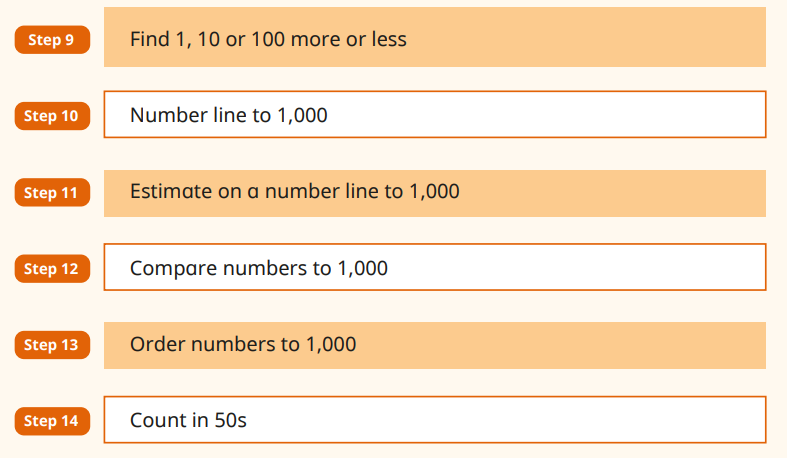 Step 9 Find 1, 10 or 100 more or less
Step 10 Number line to 1,000
Step 11 Estimate on a number line to 1,000
Step 12 Compare numbers to 1,000
Step 13 Order numbers to 1,000
Step 14 Count in 50s